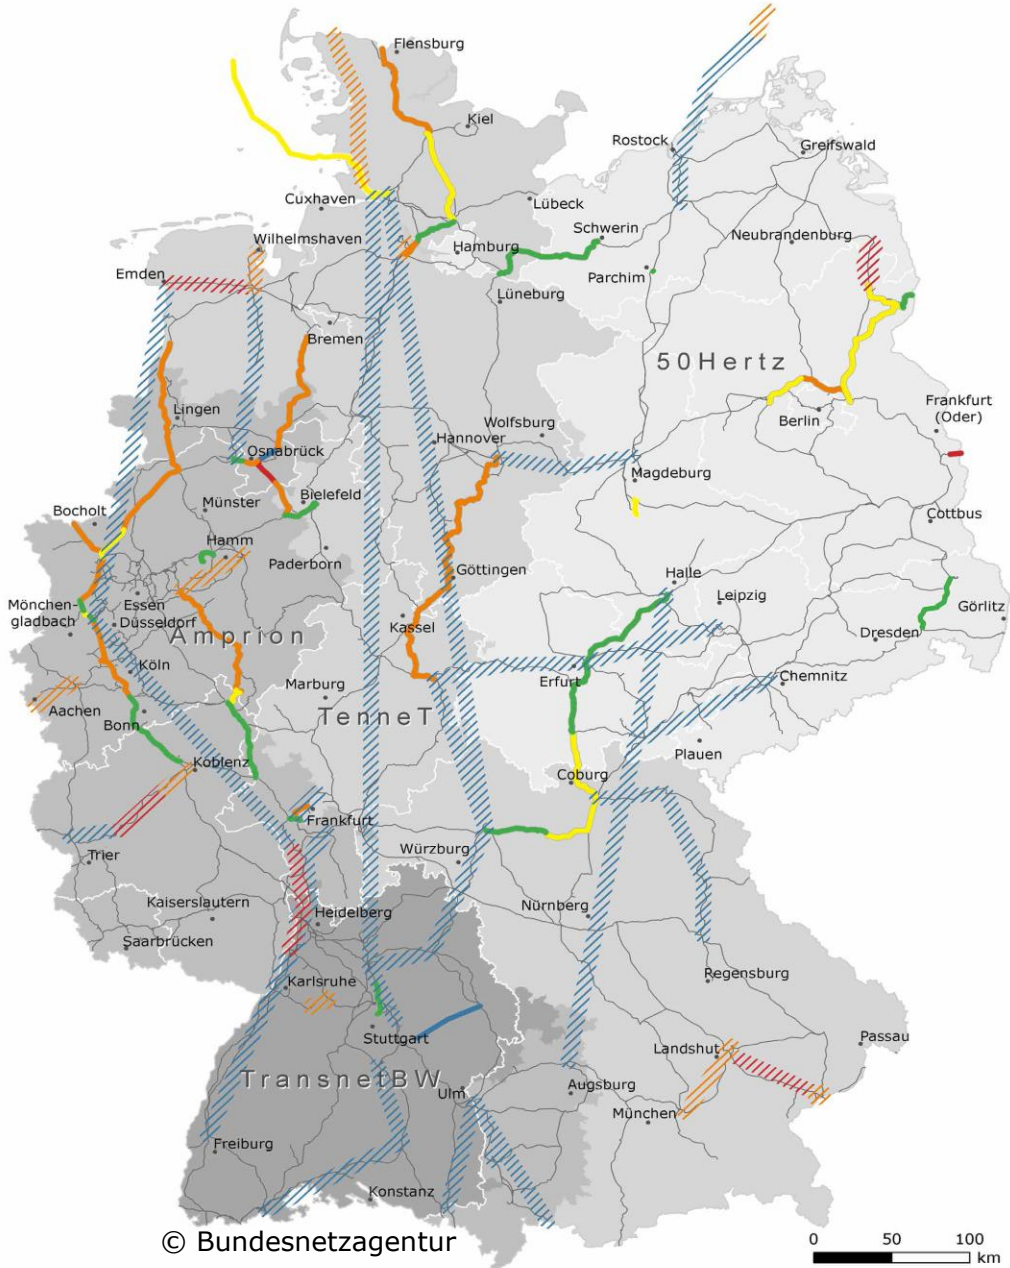 Flensburg
Kiel
Rostock
Greifswald
Cuxhaven
Lübeck
Schwerin
Wilhelmshaven
Hamburg
Neubrandenburg
Emden
Parchim
Lüneburg
Bremen
50Hertz
Lingen
Frankfurt
(Oder)
Berlin
Wolfsburg
Hannover
Osnabrück
Magdeburg
Münster
Bielefeld
Bocholt
Cottbus
Hamm
Paderborn
Göttingen
Halle
Essen
Leipzig
Mönchen-
gladbach
Düsseldorf
Görlitz
Kassel
Amprion
Dresden
Köln
Erfurt
Chemnitz
Marburg
Aachen
TenneT
Bonn
Plauen
Koblenz
Coburg
Frankfurt
Trier
Würzburg
Kaiserslautern
Nürnberg
Heidelberg
Saarbrücken
Regensburg
Karlsruhe
Stuttgart
Passau
Landshut
TransnetBW
Ulm
Augsburg
München
Freiburg
Konstanz
© Bundesnetzagentur
0 50 100
km